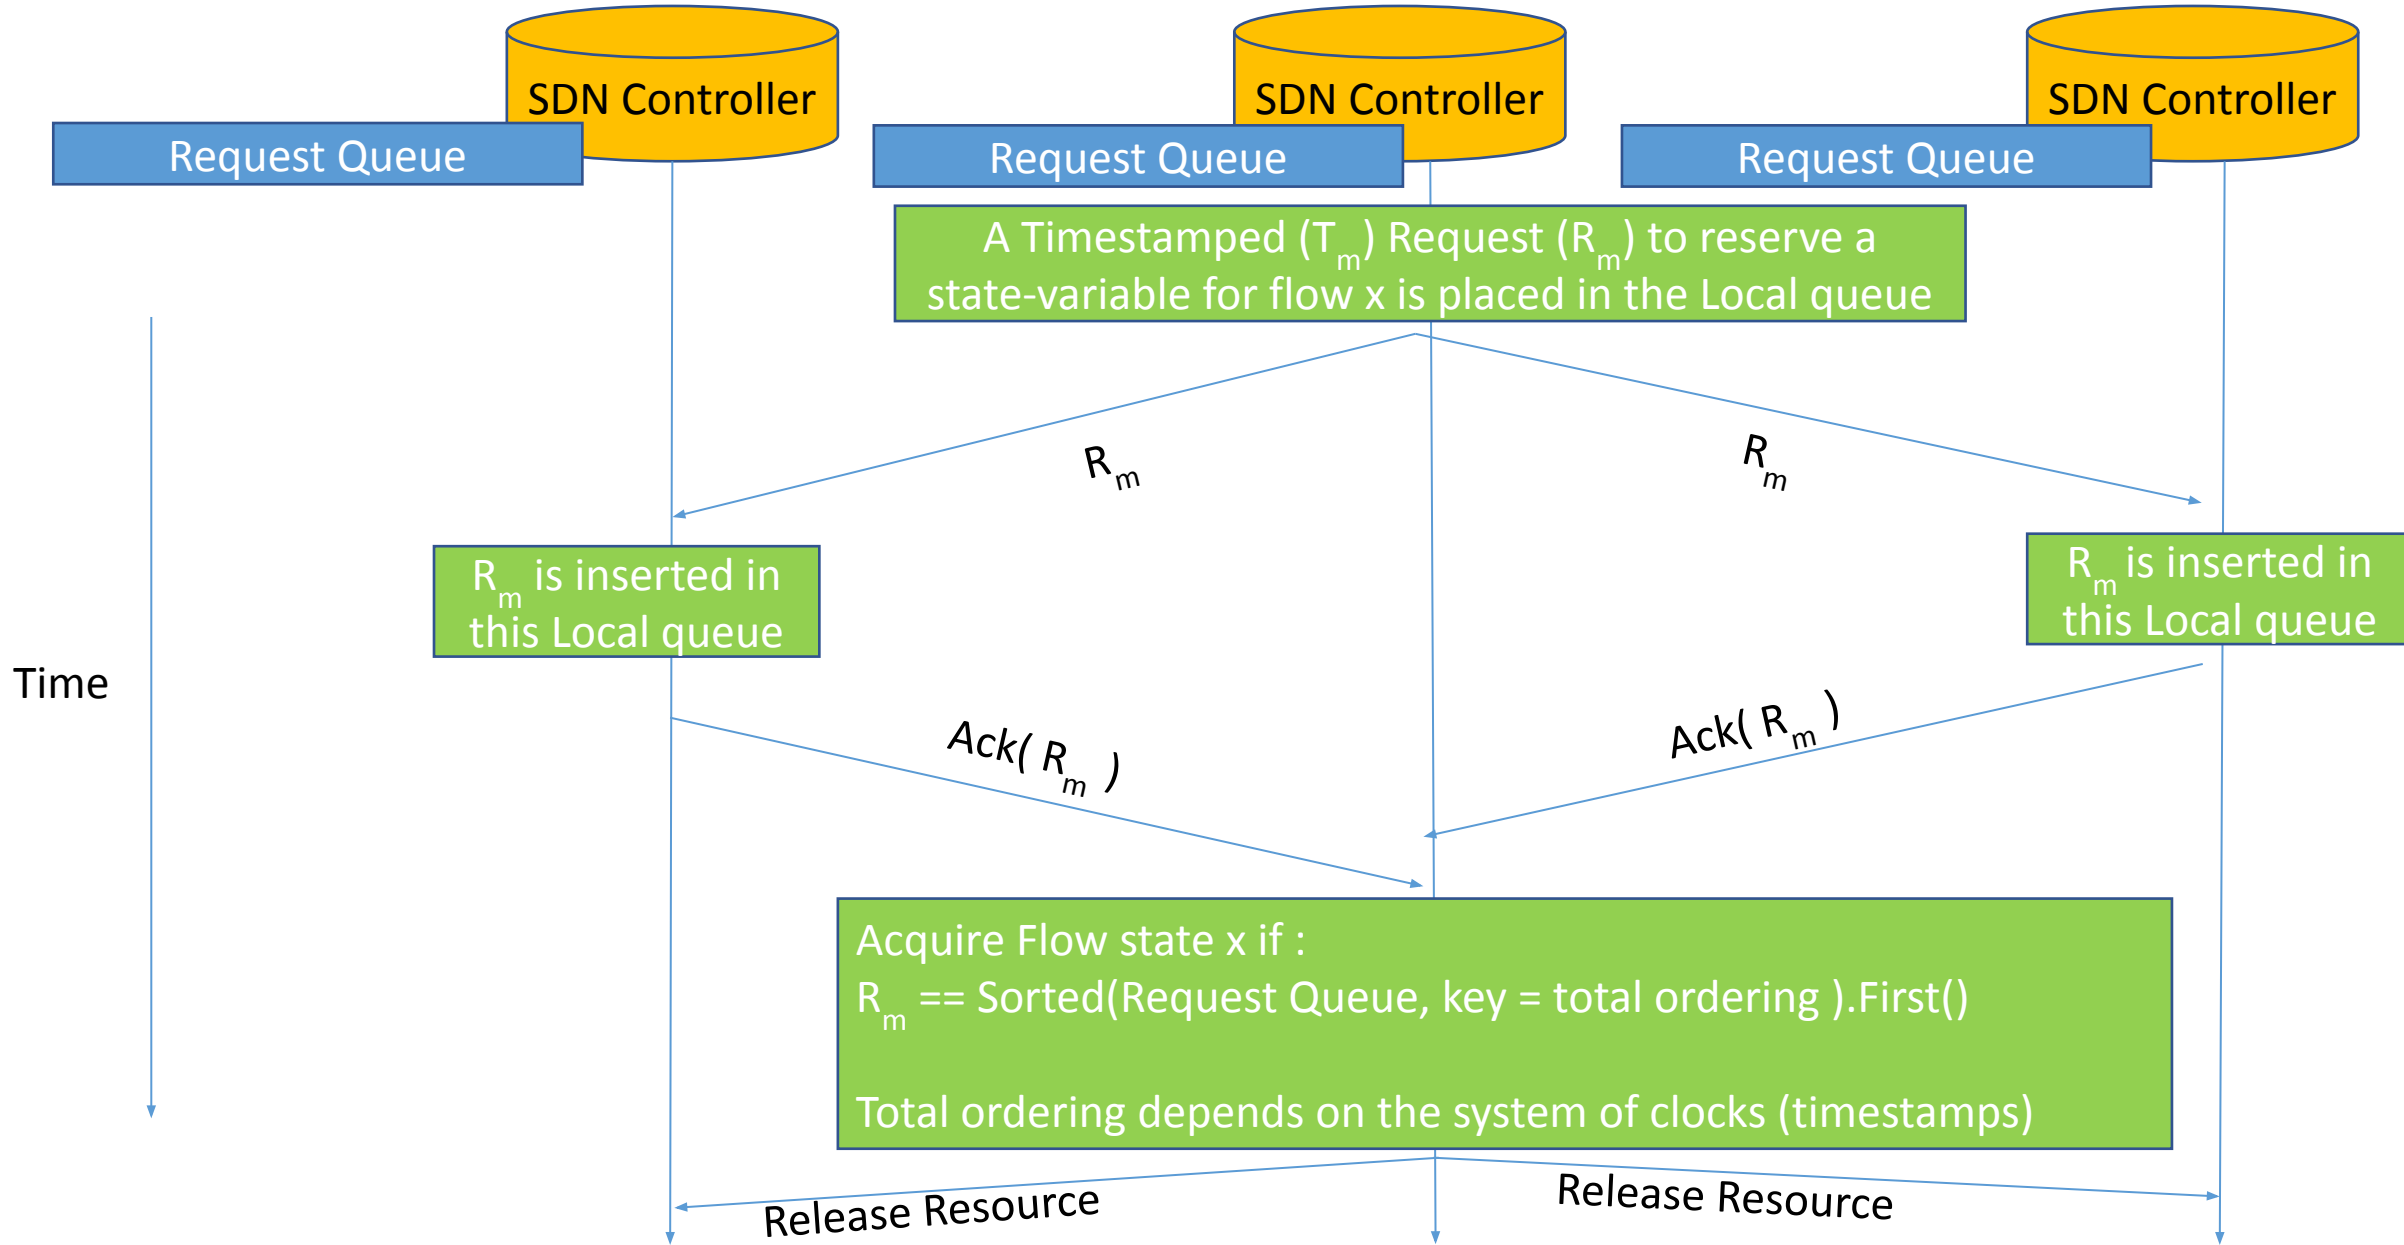 SDN Controller
SDN Controller
SDN Controller
Request Queue
Request Queue
Request Queue
A Timestamped (Tm) Request (Rm) to reserve a
state-variable for flow x is placed in the Local queue
Rm
Rm
Rm is inserted in
this Local queue
Rm is inserted in
this Local queue
Time
Ack( Rm )
Ack( Rm )
Acquire Flow state x if :
Rm == Sorted(Request Queue, key = total ordering ).First()
Total ordering depends on the system of clocks (timestamps)
Release Resource
Release Resource